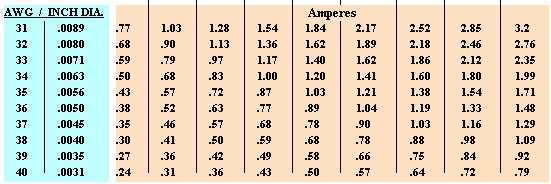 AWG / INCH DIA. Amperes
31 .0089 .77 1.03 1.28 1.54 1.84 2.17 2.52 2.85 3.2
32 .0080 .68 .90 1.13 1.36 1.62 1.89 2.18 2.46 2.76
33 .0071 .59 .79 .97 1.17 1.40 1.62 1.86 2.12 2.35
34 .0063 .50 .68 .83 1.00 1.20 1.41 1.60 1.80 1.99
35 .0056 .43 .57 .72 .87 1.03 1.21 1.38 1.54 1.71
36 .0050 .38 .52 .63 .77 .89 1.04 1.19 1.33 1.48
37 .0045 .35 .46 .57 .68 .78 .90 1.03 1.16 1.29
38 .0040 .30 .41 .50 .59 .68 .78 .88 .98 1.09
39 .0035 .27 .36 .42 .49 .58 .66 .75 .84 .92
40 .0031 .24 .31 .36 .43 .50 .57 .64 .72 .79